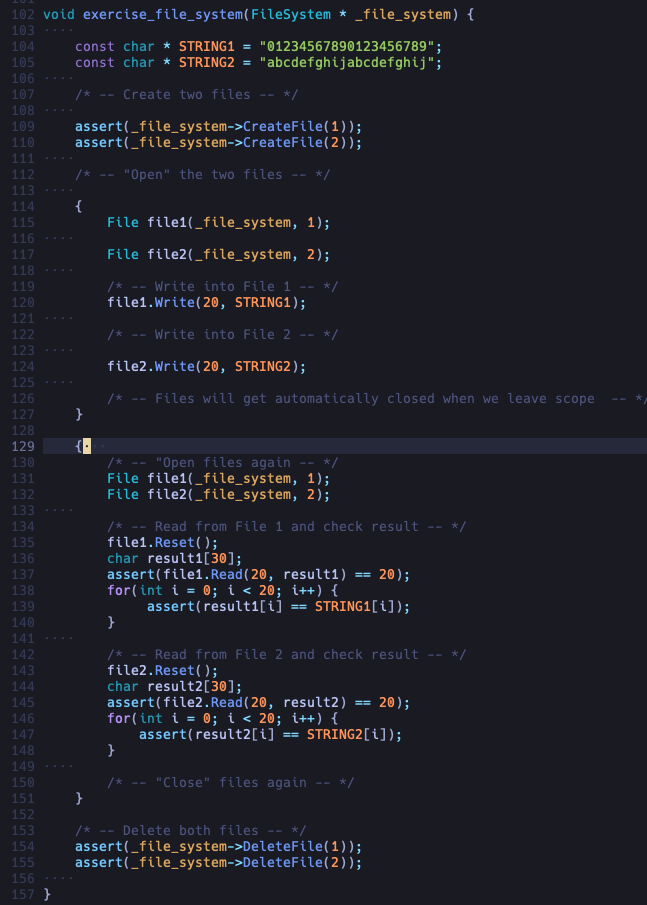 102 void exercise_file_system(FileSystem * _file_system) {
103 ····
104     const char * STRING1 = "01234567890123456789";
105     const char * STRING2 = "abcdefghijabcdefghij";
106 ····
107     /* -- Create two files -- */
108 ····
109     assert(_file_system->CreateFile(1));
110     assert(_file_system->CreateFile(2));
111 ····
112     /* -- "Open" the two files -- */
113 ····
114     {
115         File file1(_file_system, 1);
116 ····
117         File file2(_file_system, 2);
118 ····
119         /* -- Write into File 1 -- */
120         file1.Write(20, STRING1);
121 ····
122         /* -- Write into File 2 -- */
123 ····
124         file2.Write(20, STRING2);
125 ····
126         /* -- Files will get automatically closed when we leave scope  -- */
127     }
128
129     {· ··
130         /* -- "Open files again -- */
131         File file1(_file_system, 1);
132         File file2(_file_system, 2);
133 ····
134         /* -- Read from File 1 and check result -- */
135         file1.Reset();
136         char result1[30];
137         assert(file1.Read(20, result1) == 20);
138         for(int i = 0; i < 20; i++) {
139              assert(result1[i] == STRING1[i]);
140         }
141 ····
142         /* -- Read from File 2 and check result -- */
143         file2.Reset();
144         char result2[30];
145         assert(file2.Read(20, result2) == 20);
146         for(int i = 0; i < 20; i++) {
147             assert(result2[i] == STRING2[i]);
148         }
149 ····
150         /* -- "Close" files again -- */
151     }
152
153     /* -- Delete both files -- */
154     assert(_file_system->DeleteFile(1));
155     assert(_file_system->DeleteFile(2));
156 ····
157 }